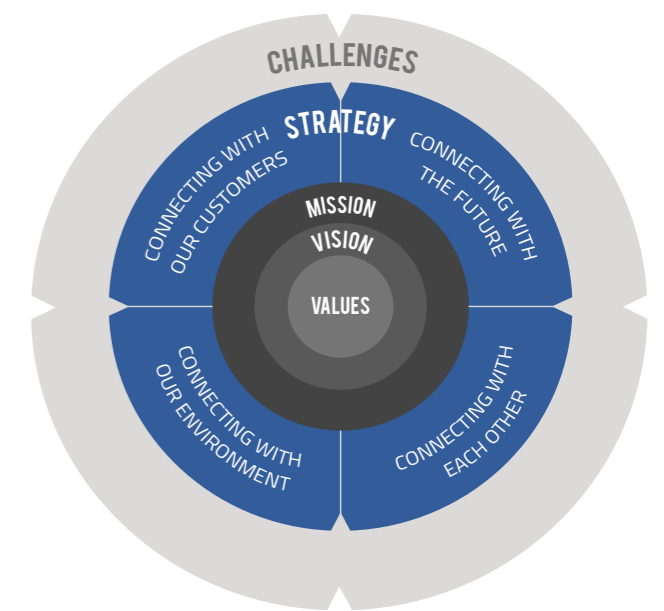 CHALLENGES
STRATEGY
CONNECTING WITH
OUR CUSTOMERS
CONNECTING WITH
THE FUTURE
MISSION
VISION
VALUES
CONNECTING WITH
OUR ENVIRONMENT
CONNECTING WITH
EACH OTHER